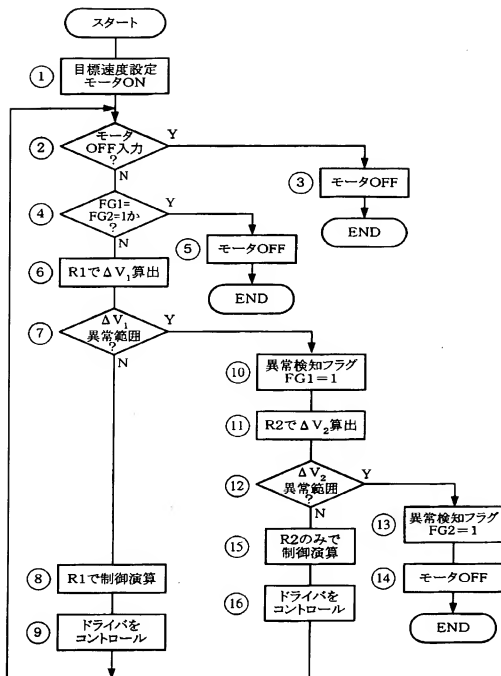 スタート
① 目標速度設定
モータON
② モータ
OFF入力
?
Y
N
③ モータOFF
END
④ FG1=
FG2=1か
?
Y
N
⑤ モータOFF
END
⑥ R1でΔV₁算出
⑦ ΔV₁
異常範囲
?
Y
N
⑩ 異常検知フラグ
FG1=1
⑪ R2でΔV₂算出
⑫ ΔV₂
異常範囲
?
Y
N
⑬ 異常検知フラグ
FG2=1
⑭ モータOFF
END
⑮ R2のみで
制御演算
⑯ ドライバを
コントロール
⑧ R1で制御演算
⑨ ドライバを
コントロール